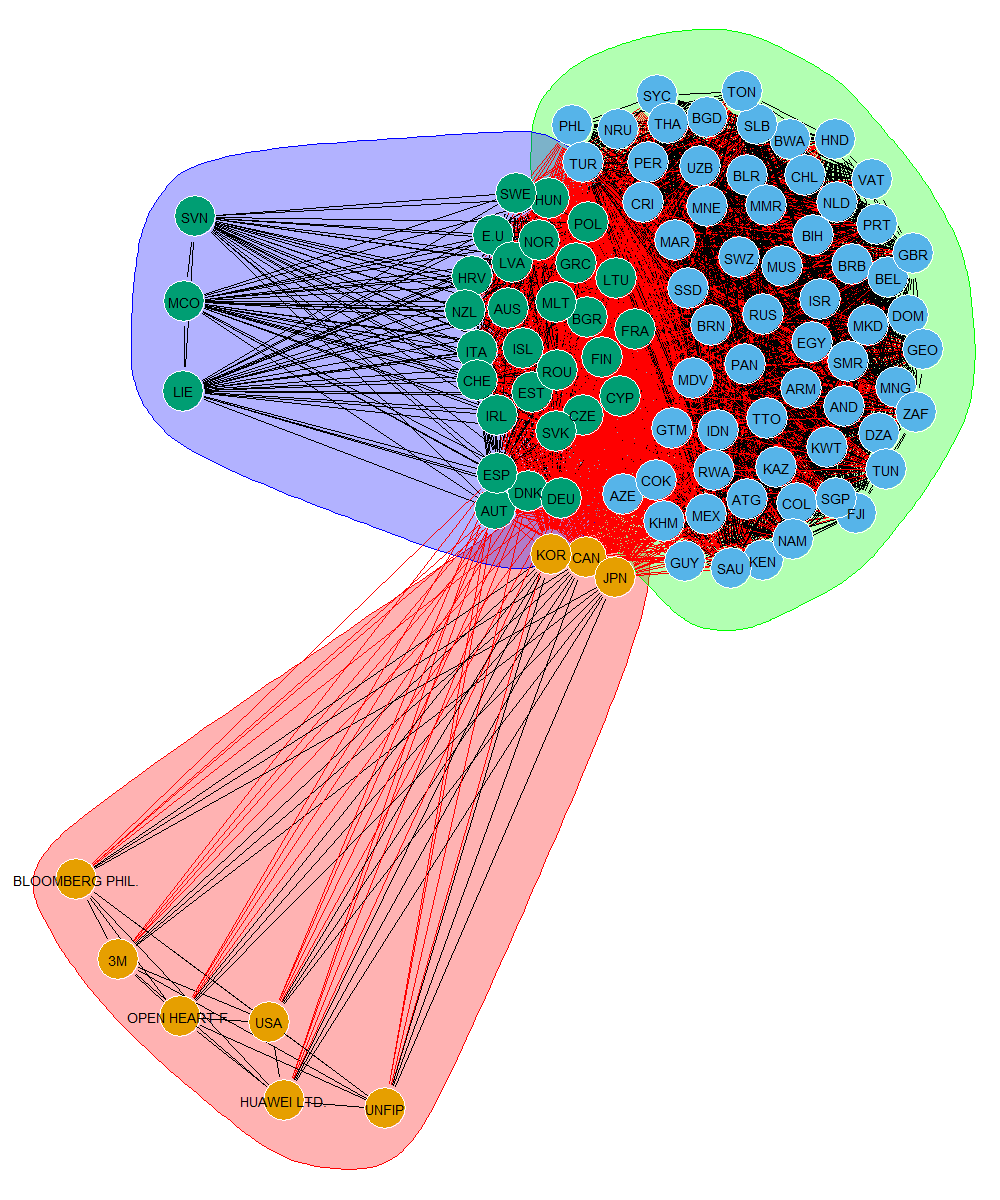 SYC
TON
PHL
NRU
THA
BGD
SLB
BWA
HND
TUR
PER
UZB
BLR
CHL
VAT
SWE
HUN
CRI
MNE
MMR
NLD
SVN
POL
PRT
E.U
NOR
MAR
BIH
GBR
LVA
GRC
SWZ
MUS
BRB
BEL
HRV
LTU
SSD
MCO
NZL
AUS
MLT
BGR
FRA
BRN
RUS
ISR
MKD
DOM
ITA
ISL
FIN
EGY
SMR
GEO
CHE
ROU
PAN
LIE
EST
CYP
MDV
ARM
MNG
IRL
CZE
AND
ZAF
SVK
GTM
IDN
TTO
KWT
DZA
ESP
COK
RWA
KAZ
TUN
AUT
DNK
DEU
AZE
ATG
COL
SGP
FJI
KHM
MEX
NAM
KOR
CAN
JPN
GUY
SAU
KEN
BLOOMBERG PHIL.
3M
OPEN HEART F.
USA
HUAWEI LTD.
UNFIP